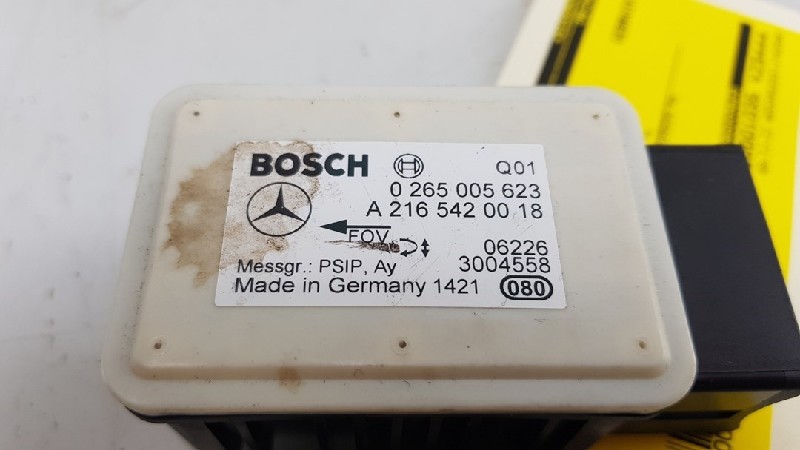 BOSCH Q01
0 265 005 623
A 216 542 00 18
FOV
06226
Messgr.: PSIP, Ay 3004558
Made in Germany 1421 080